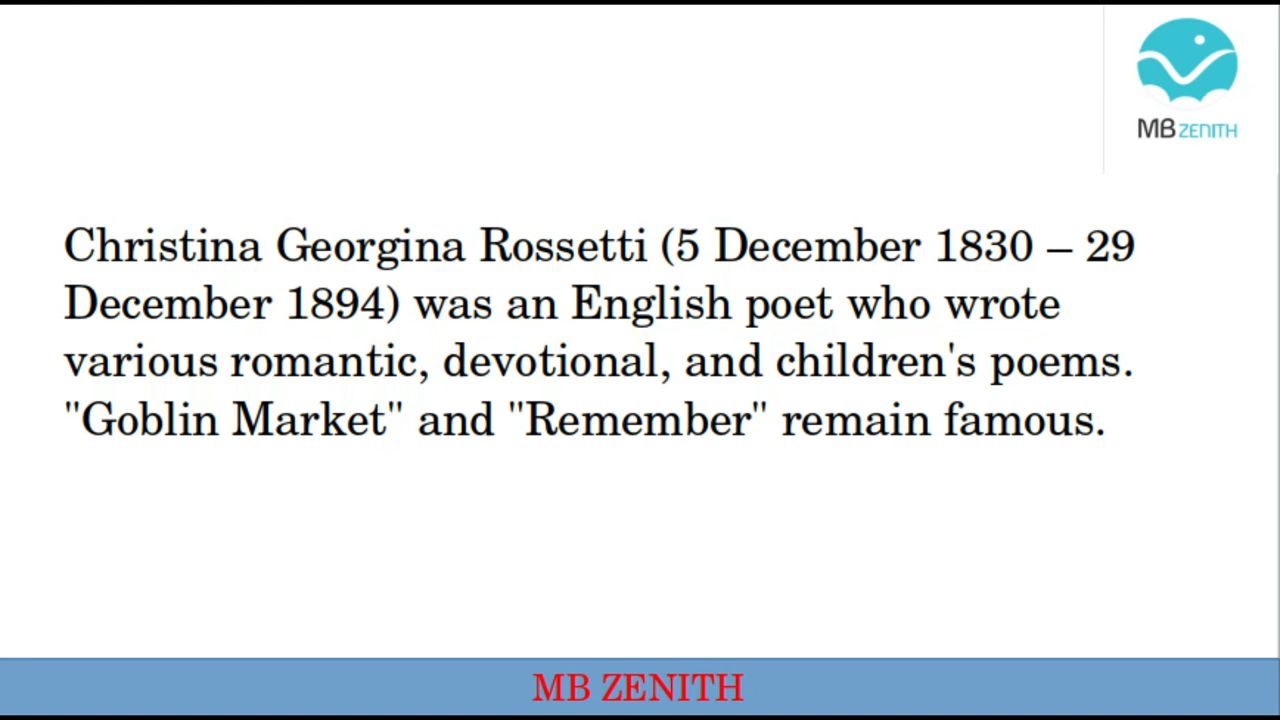 MB ZENITH
Christina Georgina Rossetti (5 December 1830 – 29
December 1894) was an English poet who wrote
various romantic, devotional, and children's poems.
"Goblin Market" and "Remember" remain famous.
MB ZENITH